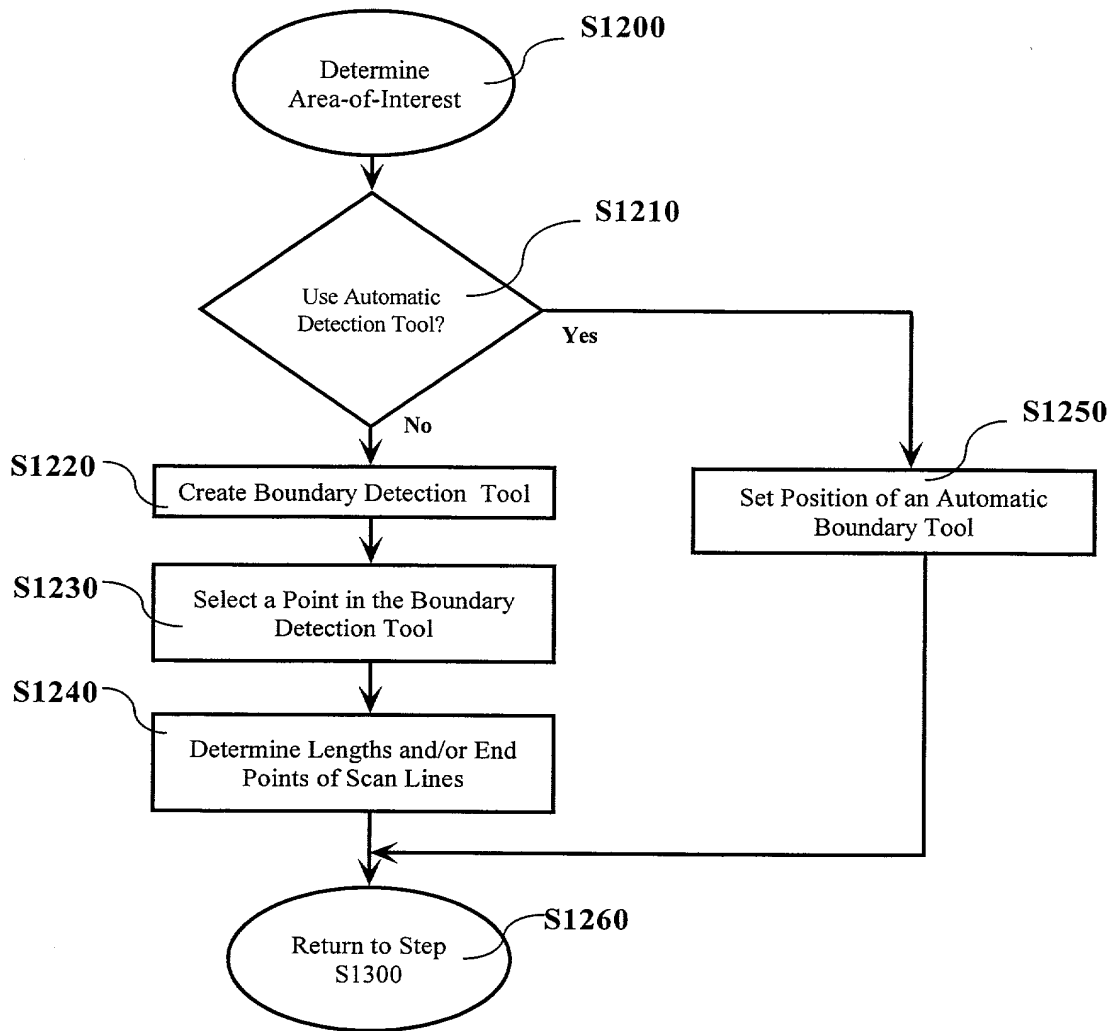 S1200
Determine
Area-of-Interest
S1210
Use Automatic
Detection Tool?
Yes
No
S1220
Create Boundary Detection Tool
S1250
Set Position of an Automatic
Boundary Tool
S1230
Select a Point in the Boundary
Detection Tool
S1240
Determine Lengths and/or End
Points of Scan Lines
S1260
Return to Step
S1300